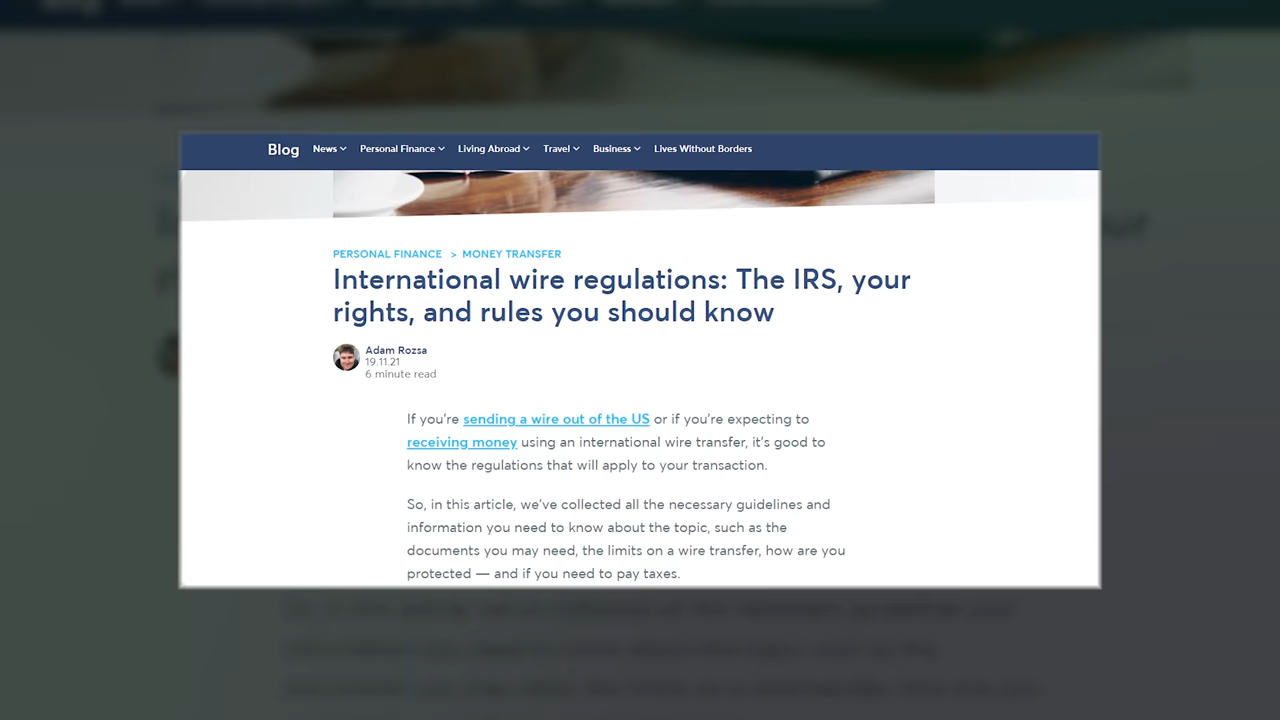 Blog News Personal Finance Living Abroad Travel Business Lives Without Borders
PERSONAL FINANCE > MONEY TRANSFER
International wire regulations: The IRS, your
rights, and rules you should know
Adam Rozsa
19.11.21
6 minute read
If you're sending a wire out of the US or if you're expecting to
receiving money using an international wire transfer, it's good to
know the regulations that will apply to your transaction.
So, in this article, we've collected all the necessary guidelines and
information you need to know about the topic, such as the
documents you may need, the limits on a wire transfer, how are you
protected — and if you need to pay taxes.